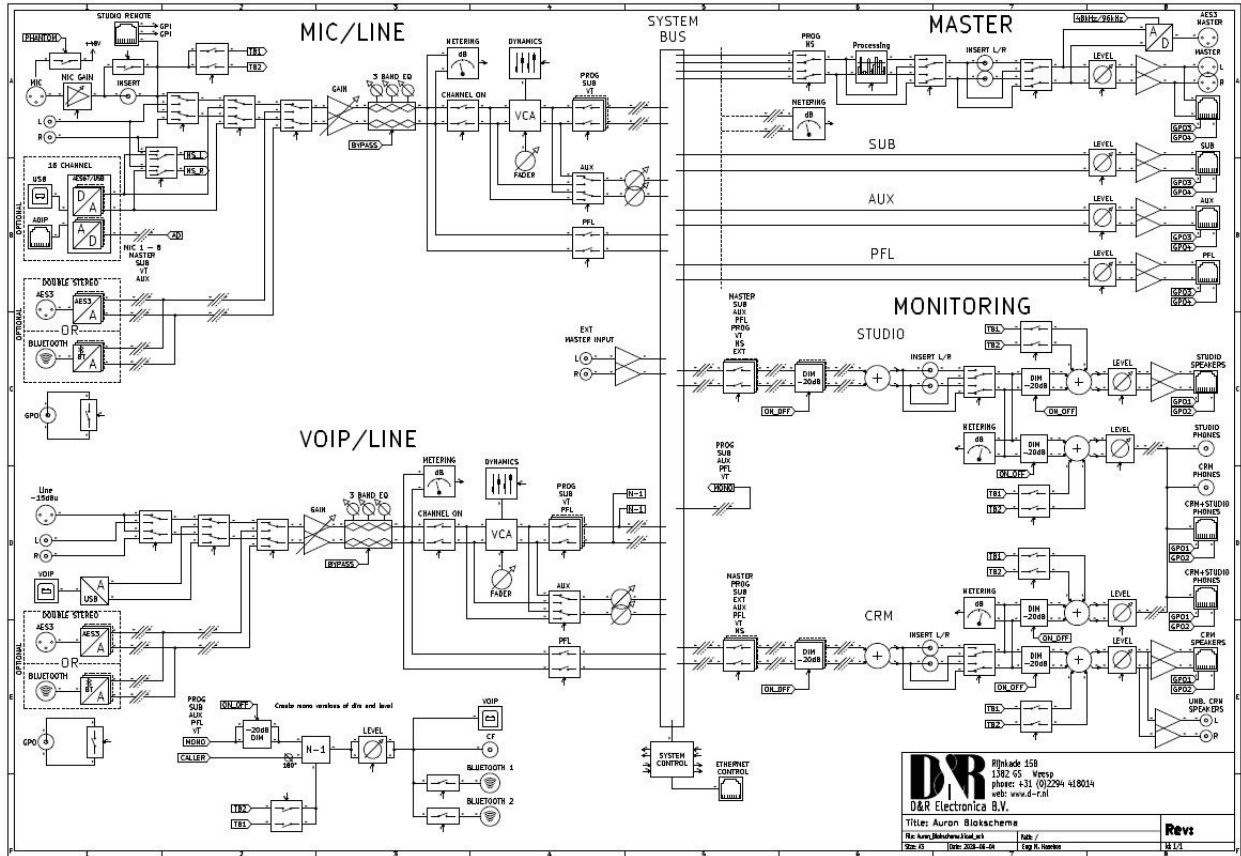 MIC/LINE
STUDIO REMOTE
GPI
GPI
PHANTOM
+48V
TB1
TB2
MIC
MIC GAIN
INSERT
L
R
GAIN
3 BAND EQ
BYPASS
METERING
dB
CHANNEL ON
DYNAMICS
VCA
FADER
PROG
SUB
VT
AUX
PFL
16 CHANNEL
USB
AES67/USB
D
A
AOIP
A
D
AD
OPTIONAL
MIC 1 - 8
MASTER
SUB
VT
AUX
DOUBLE STEREO
AES3
AES3
A
OR
BLUETOOTH
BT
A
OPTIONAL
GPO
SYSTEM
BUS
MASTER
PROG
Processing
INSERT L/R
48kHz/96kHz
A
D
AES3
MASTER
MASTER
L
R
LEVEL
GPO3
GPO4
METERING
dB
SUB
LEVEL
SUB
GPO3
GPO4
AUX
LEVEL
AUX
GPO3
GPO4
PFL
LEVEL
PFL
GPO3
GPO4
EXT
MASTER INPUT
L
R
MONITORING
STUDIO
MASTER
SUB
AUX
PFL
PROG
VT
EXT
DIM
-20dB
ON_OFF
INSERT L/R
TB1
TB2
DIM
-20dB
ON_OFF
LEVEL
STUDIO
SPEAKERS
GPO1
GPO2
METERING
dB
DIM
-20dB
ON_OFF
LEVEL
TB1
TB2
STUDIO
PHONES
CRM
PHONES
CRM+STUDIO
PHONES
GPO1
GPO2
PROG
SUB
AUX
PFL
VT
MONO
VOIP/LINE
Line
-15dBu
L
R
VOIP
A
USB
GAIN
3 BAND EQ
BYPASS
METERING
dB
CHANNEL ON
DYNAMICS
VCA
FADER
PROG
SUB
VT
PFL
N-1
N-1
AUX
PFL
DOUBLE STEREO
AES3
AES3
A
OR
BLUETOOTH
BT
A
OPTIONAL
GPO
CRM
MASTER
PROG
SUB
EXT
AUX
PFL
VT
DIM
-20dB
ON_OFF
INSERT L/R
TB1
TB2
METERING
dB
DIM
-20dB
ON_OFF
LEVEL
CRM+STUDIO
PHONES
GPO1
GPO2
DIM
-20dB
ON_OFF
LEVEL
CRM
SPEAKERS
GPO1
GPO2
TB1
TB2
UNB. CRM
SPEAKERS
L
R
PROG
SUB
AUX
PFL
VT
ON_OFF
Create mono versions of dim and level
-20dB
DIM
MONO
CALLER
180°
N-1
LEVEL
TB2
TB1
VOIP
CF
BLUETOOTH 1
BLUETOOTH 2
SYSTEM
CONTROL
ETHERNET
CONTROL
D&R
D&R Electronica B.V.
Rijnkade 15B
1382 GS Weesp
phone: +31 (0)2294 418014
web: www.d-r.nl
Title: Auron Blokschema
Size: A3
Rev:
Id: 1/1